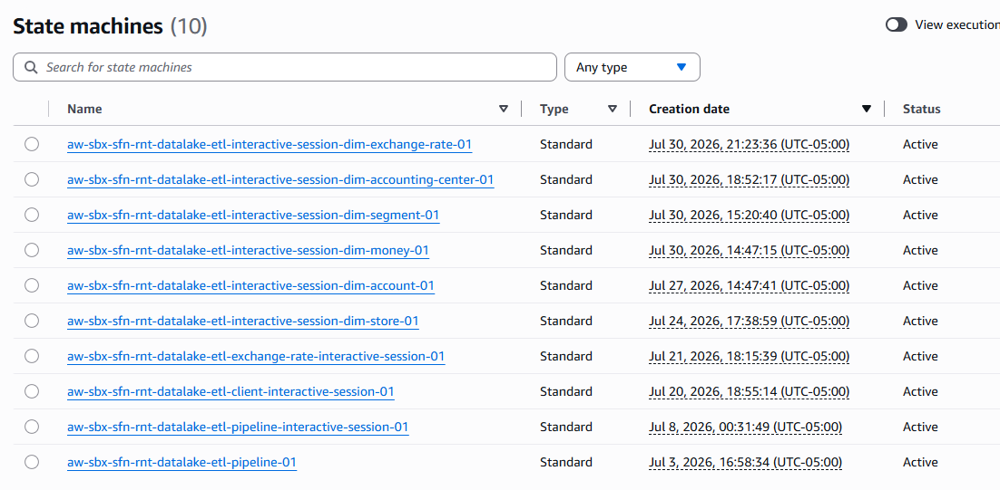 State machines (10)
View execution
Search for state machines
Any type
Name Type Creation date Status
aw-sbx-sfn-rnt-datalake-etl-interactive-session-dim-exchange-rate-01 Standard Jul 30, 2026, 21:23:36 (UTC-05:00) Active
aw-sbx-sfn-rnt-datalake-etl-interactive-session-dim-accounting-center-01 Standard Jul 30, 2026, 18:52:17 (UTC-05:00) Active
aw-sbx-sfn-rnt-datalake-etl-interactive-session-dim-segment-01 Standard Jul 30, 2026, 15:20:40 (UTC-05:00) Active
aw-sbx-sfn-rnt-datalake-etl-interactive-session-dim-money-01 Standard Jul 30, 2026, 14:47:15 (UTC-05:00) Active
aw-sbx-sfn-rnt-datalake-etl-interactive-session-dim-account-01 Standard Jul 27, 2026, 14:47:41 (UTC-05:00) Active
aw-sbx-sfn-rnt-datalake-etl-interactive-session-dim-store-01 Standard Jul 24, 2026, 17:38:59 (UTC-05:00) Active
aw-sbx-sfn-rnt-datalake-etl-exchange-rate-interactive-session-01 Standard Jul 21, 2026, 18:15:39 (UTC-05:00) Active
aw-sbx-sfn-rnt-datalake-etl-client-interactive-session-01 Standard Jul 20, 2026, 18:55:14 (UTC-05:00) Active
aw-sbx-sfn-rnt-datalake-etl-pipeline-interactive-session-01 Standard Jul 8, 2026, 00:31:49 (UTC-05:00) Active
aw-sbx-sfn-rnt-datalake-etl-pipeline-01 Standard Jul 3, 2026, 16:58:34 (UTC-05:00) Active